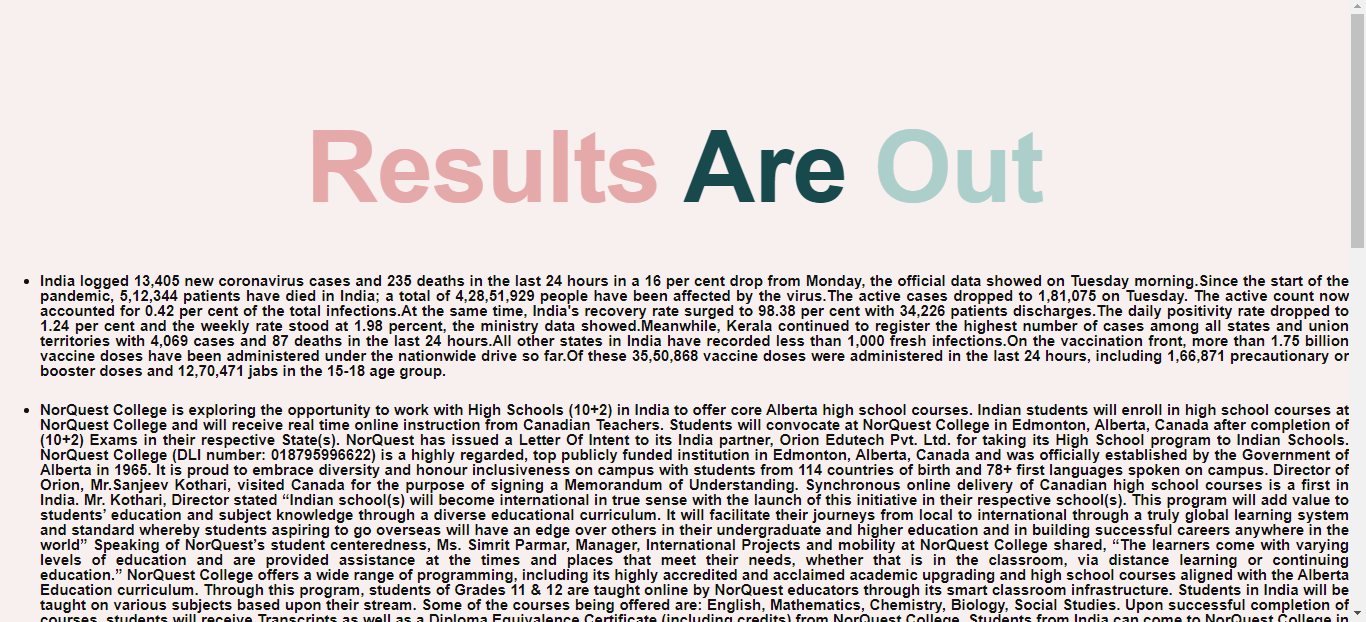 Results Are Out
India logged 13,405 new coronavirus cases and 235 deaths in the last 24 hours in a 16 per cent drop from Monday, the official data showed on Tuesday morning.Since the start of the
pandemic, 5,12,344 patients have died in India; a total of 4,28,51,929 people have been affected by the virus.The active cases dropped to 1,81,075 on Tuesday. The active count now
accounted for 0.42 per cent of the total infections.At the same time, India's recovery rate surged to 98.38 per cent with 34,226 patients discharges.The daily positivity rate dropped to
1.24 per cent and the weekly rate stood at 1.98 percent, the ministry data showed.Meanwhile, Kerala continued to register the highest number of cases among all states and union
territories with 4,069 cases and 87 deaths in the last 24 hours.All other states in India have recorded less than 1,000 fresh infections.On the vaccination front, more than 1.75 billion
vaccine doses have been administered under the nationwide drive so far.Of these 35,50,868 vaccine doses were administered in the last 24 hours, including 1,66,871 precautionary or
booster doses and 12,70,471 jabs in the 15-18 age group.
NorQuest College is exploring the opportunity to work with High Schools (10+2) in India to offer core Alberta high school courses. Indian students will enroll in high school courses at
NorQuest College and will receive real time online instruction from Canadian Teachers. Students will convocate at NorQuest College in Edmonton, Alberta, Canada after completion of
(10+2) Exams in their respective State(s). NorQuest has issued a Letter Of Intent to its India partner, Orion Edutech Pvt. Ltd. for taking its High School program to Indian Schools.
NorQuest College (DLI number: 018795996622) is a highly regarded, top publicly funded institution in Edmonton, Alberta, Canada and was officially established by the Government of
Alberta in 1965. It is proud to embrace diversity and honour inclusiveness on campus with students from 114 countries of birth and 78+ first languages spoken on campus. Director of
Orion, Mr.Sanjeev Kothari, visited Canada for the purpose of signing a Memorandum of Understanding. Synchronous online delivery of Canadian high school courses is a first in
India. Mr. Kothari, Director stated “Indian school(s) will become international in true sense with the launch of this initiative in their respective school(s). This program will add value to
students’ education and subject knowledge through a diverse educational curriculum. It will facilitate their journeys from local to international through a truly global learning system
and standard whereby students aspiring to go overseas will have an edge over others in their undergraduate and higher education and in building successful careers anywhere in the
world” Speaking of NorQuest’s student centeredness, Ms. Simrit Parmar, Manager, International Projects and mobility at NorQuest College shared, “The learners come with varying
levels of education and are provided assistance at the times and places that meet their needs, whether that is in the classroom, via distance learning or continuing
education.” NorQuest College offers a wide range of programming, including its highly accredited and acclaimed academic upgrading and high school courses aligned with the Alberta
Education curriculum. Through this program, students of Grades 11 & 12 are taught online by NorQuest educators through its smart classroom infrastructure. Students in India will be
taught on various subjects based upon their stream. Some of the courses being offered are: English, Mathematics, Chemistry, Biology, Social Studies. Upon successful completion of
courses, students will receive Transcripts as well as a Diploma Equivalence Certificate (including credits) from NorQuest College. Students from India can come to NorQuest College in